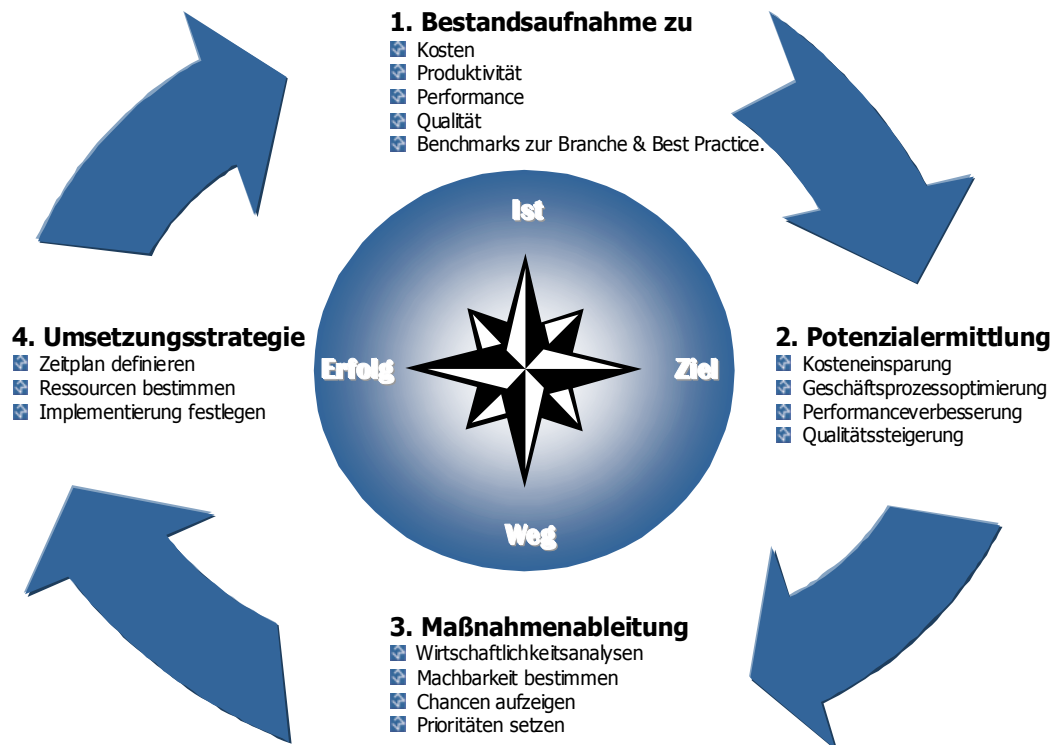 1. Bestandsaufnahme zu
Kosten
Produktivität
Performance
Qualität
Benchmarks zur Branche & Best Practice.
Ist
Ziel
Weg
Erfolg
2. Potenzialermittlung
Kosteneinsparung
Geschäftsprozessoptimierung
Performanceverbesserung
Qualitätssteigerung
3. Maßnahmenableitung
Wirtschaftlichkeitsanalysen
Machbarkeit bestimmen
Chancen aufzeigen
Prioritäten setzen
4. Umsetzungsstrategie
Zeitplan definieren
Ressourcen bestimmen
Implementierung festlegen